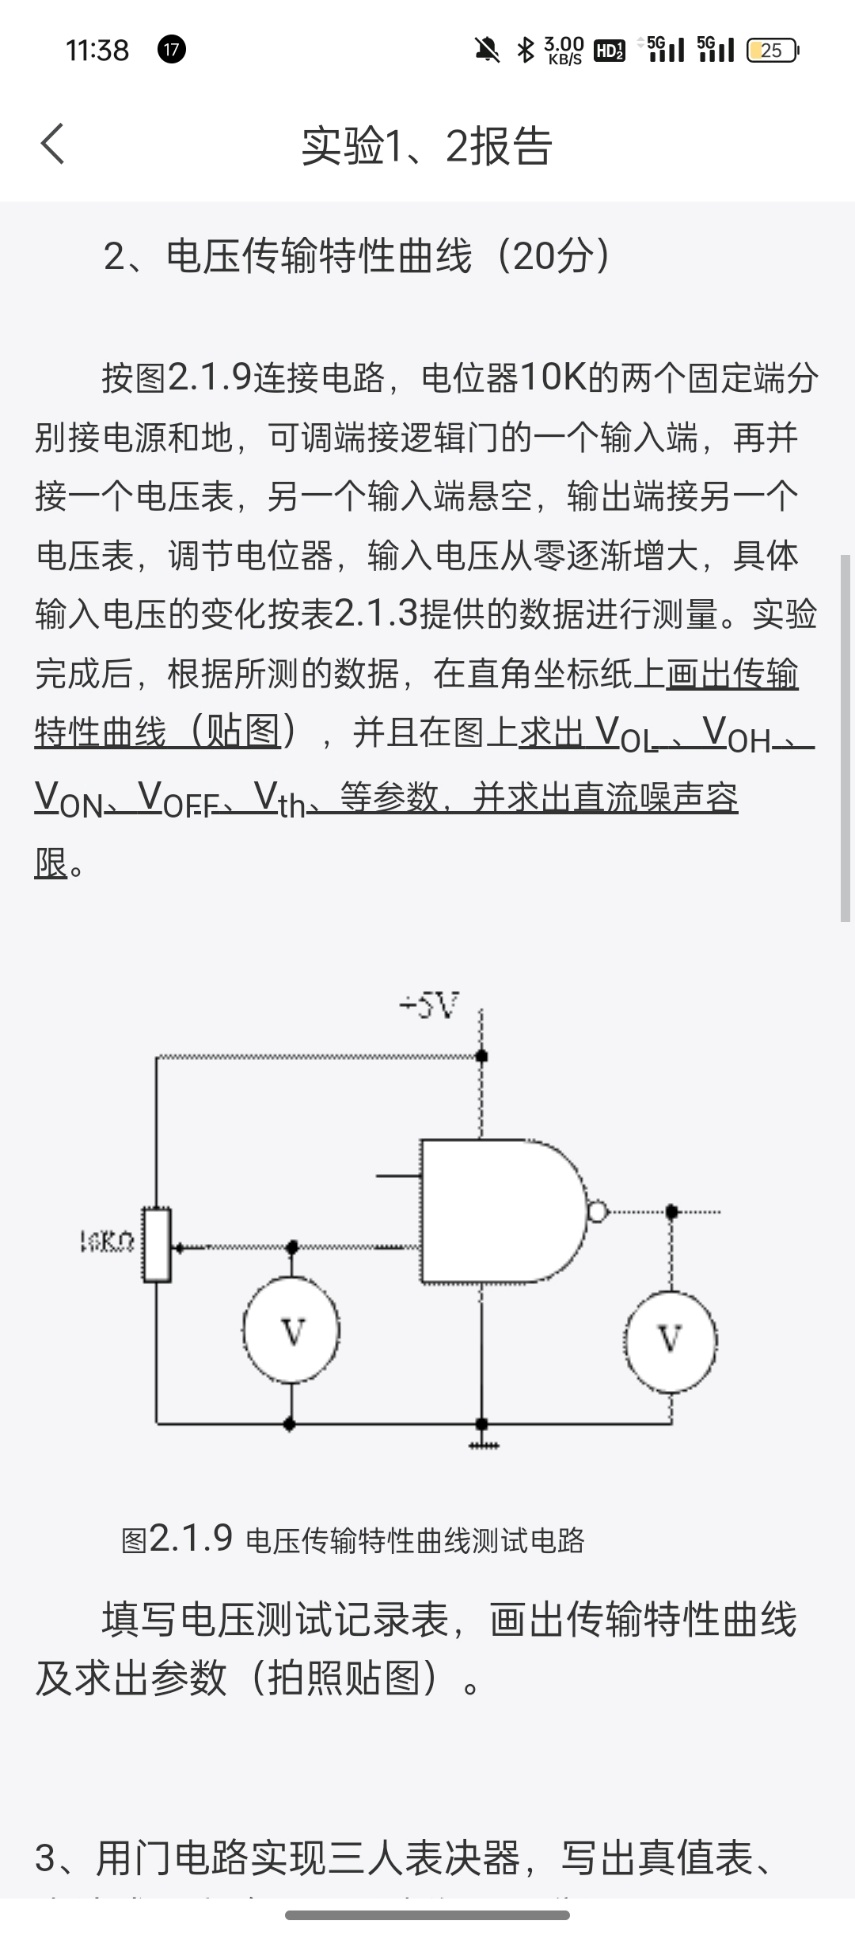 11:38 17 3.00 KB/S HD 1 2 5G 5G 25
实验1、2报告
2、电压传输特性曲线（20分）
按图2.1.9连接电路，电位器10K的两个固定端分
别接电源和地，可调端接逻辑门的一个输入端，再并
接一个电压表，另一个输入端悬空，输出端接另一个
电压表，调节电位器，输入电压从零逐渐增大，具体
输入电压的变化按表2.1.3提供的数据进行测量。实验
完成后，根据所测的数据，在直角坐标纸上画出传输
特性曲线（贴图），并且在图上求出 VOL 、VOH 、
VON、VOFF、Vth、等参数，并求出直流噪声容
限。
+5V
10KΩ
V
V
图2.1.9 电压传输特性曲线测试电路
填写电压测试记录表，画出传输特性曲线
及求出参数（拍照贴图）。
3、用门电路实现三人表决器，写出真值表、